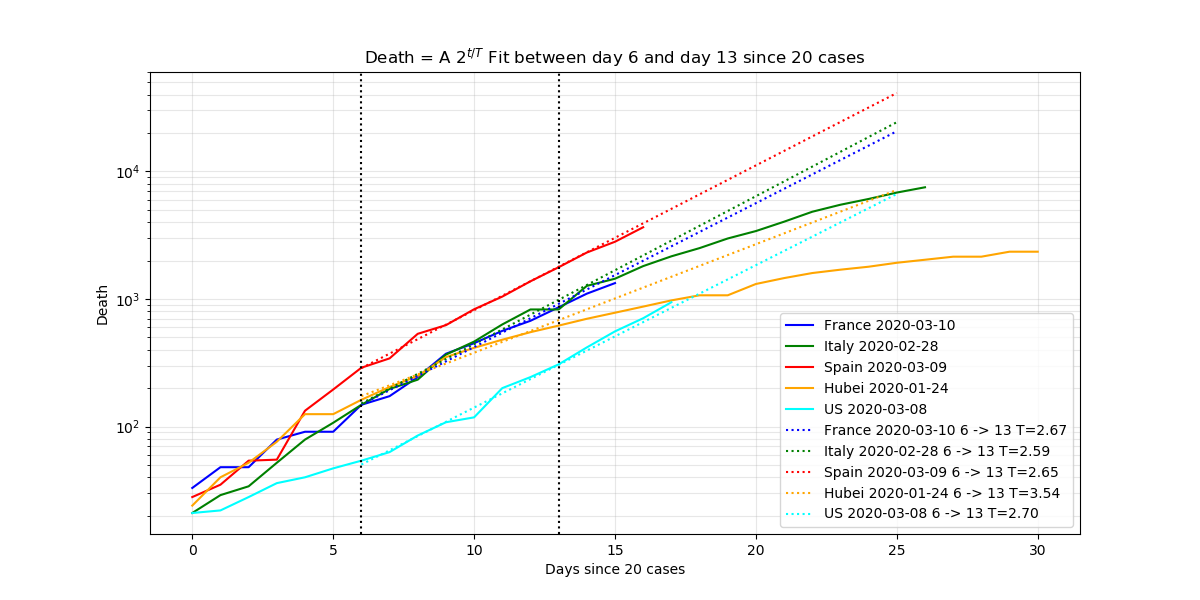 Death = A 2^{t/T} Fit between day 6 and day 13 since 20 cases
Death
10^4
10^3
10^2
0 5 10 15 20 25 30
Days since 20 cases
France 2020-03-10
Italy 2020-02-28
Spain 2020-03-09
Hubei 2020-01-24
US 2020-03-08
France 2020-03-10 6 -> 13 T=2.67
Italy 2020-02-28 6 -> 13 T=2.59
Spain 2020-03-09 6 -> 13 T=2.65
Hubei 2020-01-24 6 -> 13 T=3.54
US 2020-03-08 6 -> 13 T=2.70